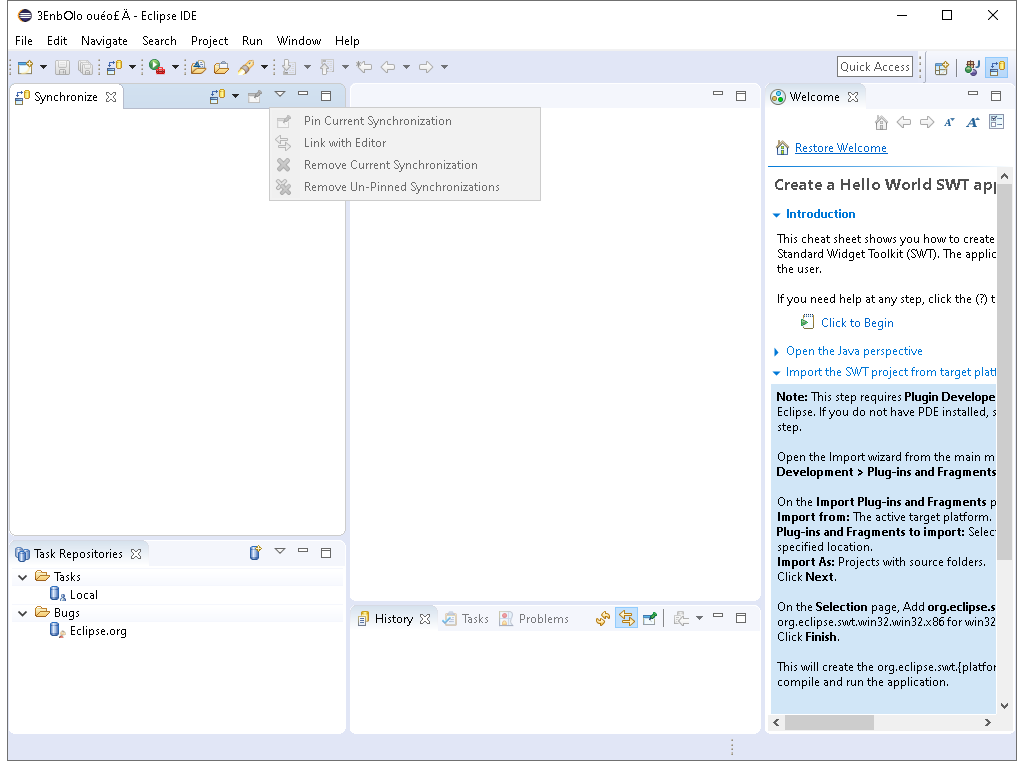 3EnbOlo ouéo£Ä - Eclipse IDE
File Edit Navigate Search Project Run Window Help
Quick Access
Synchronize
Pin Current Synchronization
Link with Editor
Remove Current Synchronization
Remove Un-Pinned Synchronizations
Task Repositories
Tasks
Local
Bugs
Eclipse.org
History Tasks Problems
Welcome
Restore Welcome
Create a Hello World SWT app
Introduction
This cheat sheet shows you how to create
Standard Widget Toolkit (SWT). The applic
the user.
If you need help at any step, click the (?) t
Click to Begin
Open the Java perspective
Import the SWT project from target platf
Note: This step requires Plugin Develope
Eclipse. If you do not have PDE installed, s
step.
Open the Import wizard from the main m
Development > Plug-ins and Fragments
On the Import Plug-ins and Fragments p
Import from: The active target platform.
Plug-ins and Fragments to import: Selec
specified location.
Import As: Projects with source folders.
Click Next.
On the Selection page, Add org.eclipse.s
org.eclipse.swt.win32.win32.x86 for win32
Click Finish.
This will create the org.eclipse.swt.{platfor
compile and run the application.